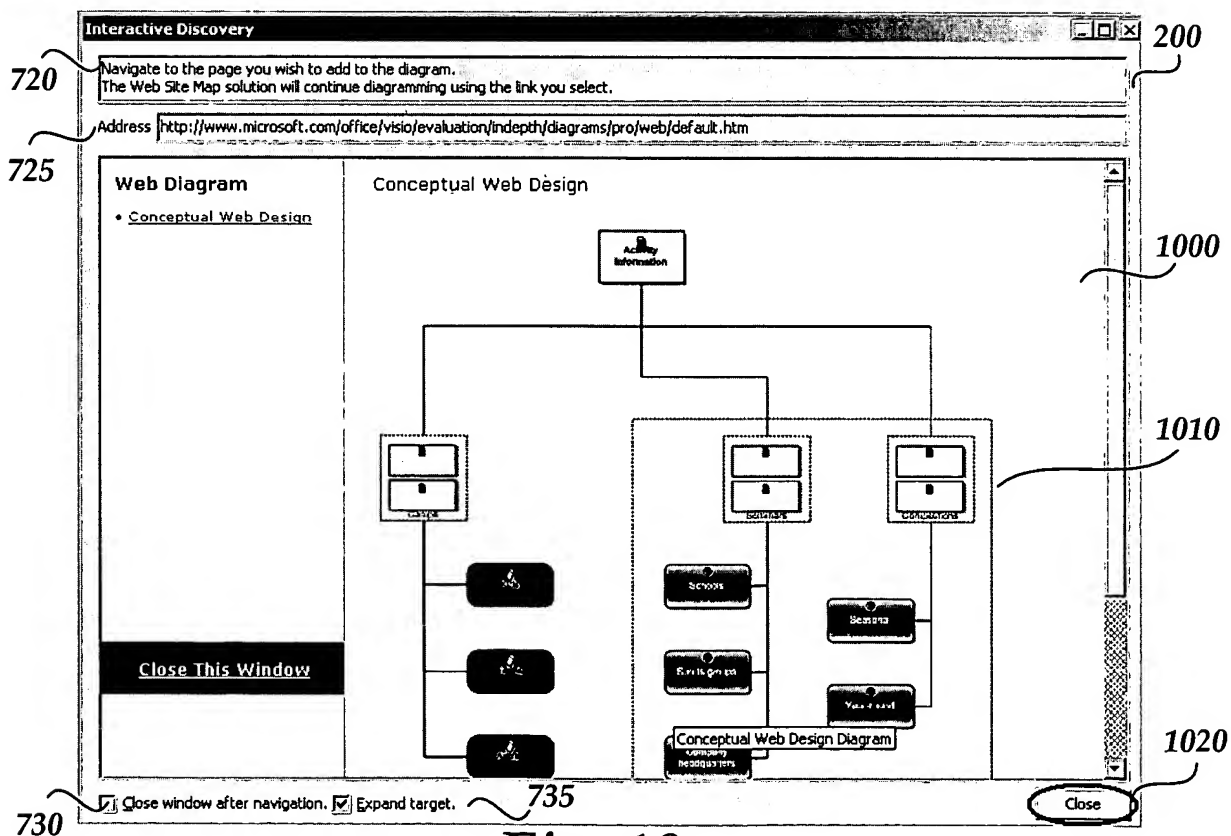 Interactive Discovery
200
720
Navigate to the page you wish to add to the diagram.
The Web Site Map solution will continue diagramming using the link you select.
725
Address http://www.microsoft.com/office/visio/evaluation/indepth/diagrams/pro/web/default.htm
Web Diagram
• Conceptual Web Design
Conceptual Web Design
1000
Activity
Information
1010
Schools
Seasons
Conceptual Web Design Diagram
headquarters
Close This Window
1020
730
Close window after navigation.
Expand target.
735
Close